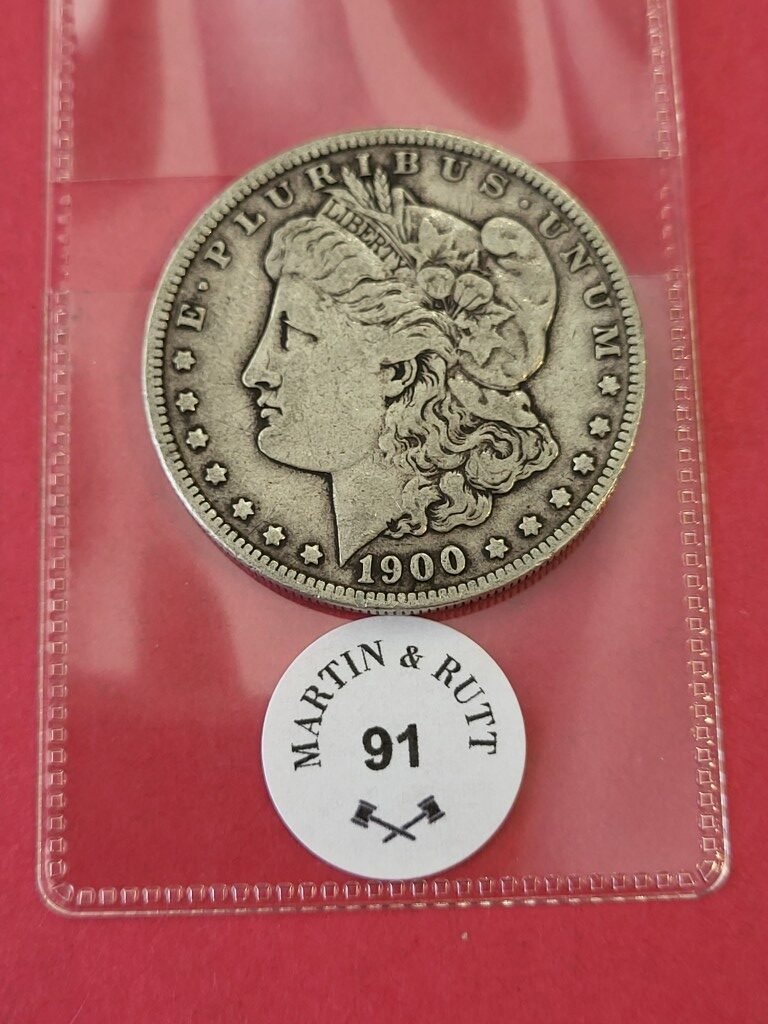 E · PLURIBUS · UNUM
LIBERTY
1900
MARTIN & RUTT
91